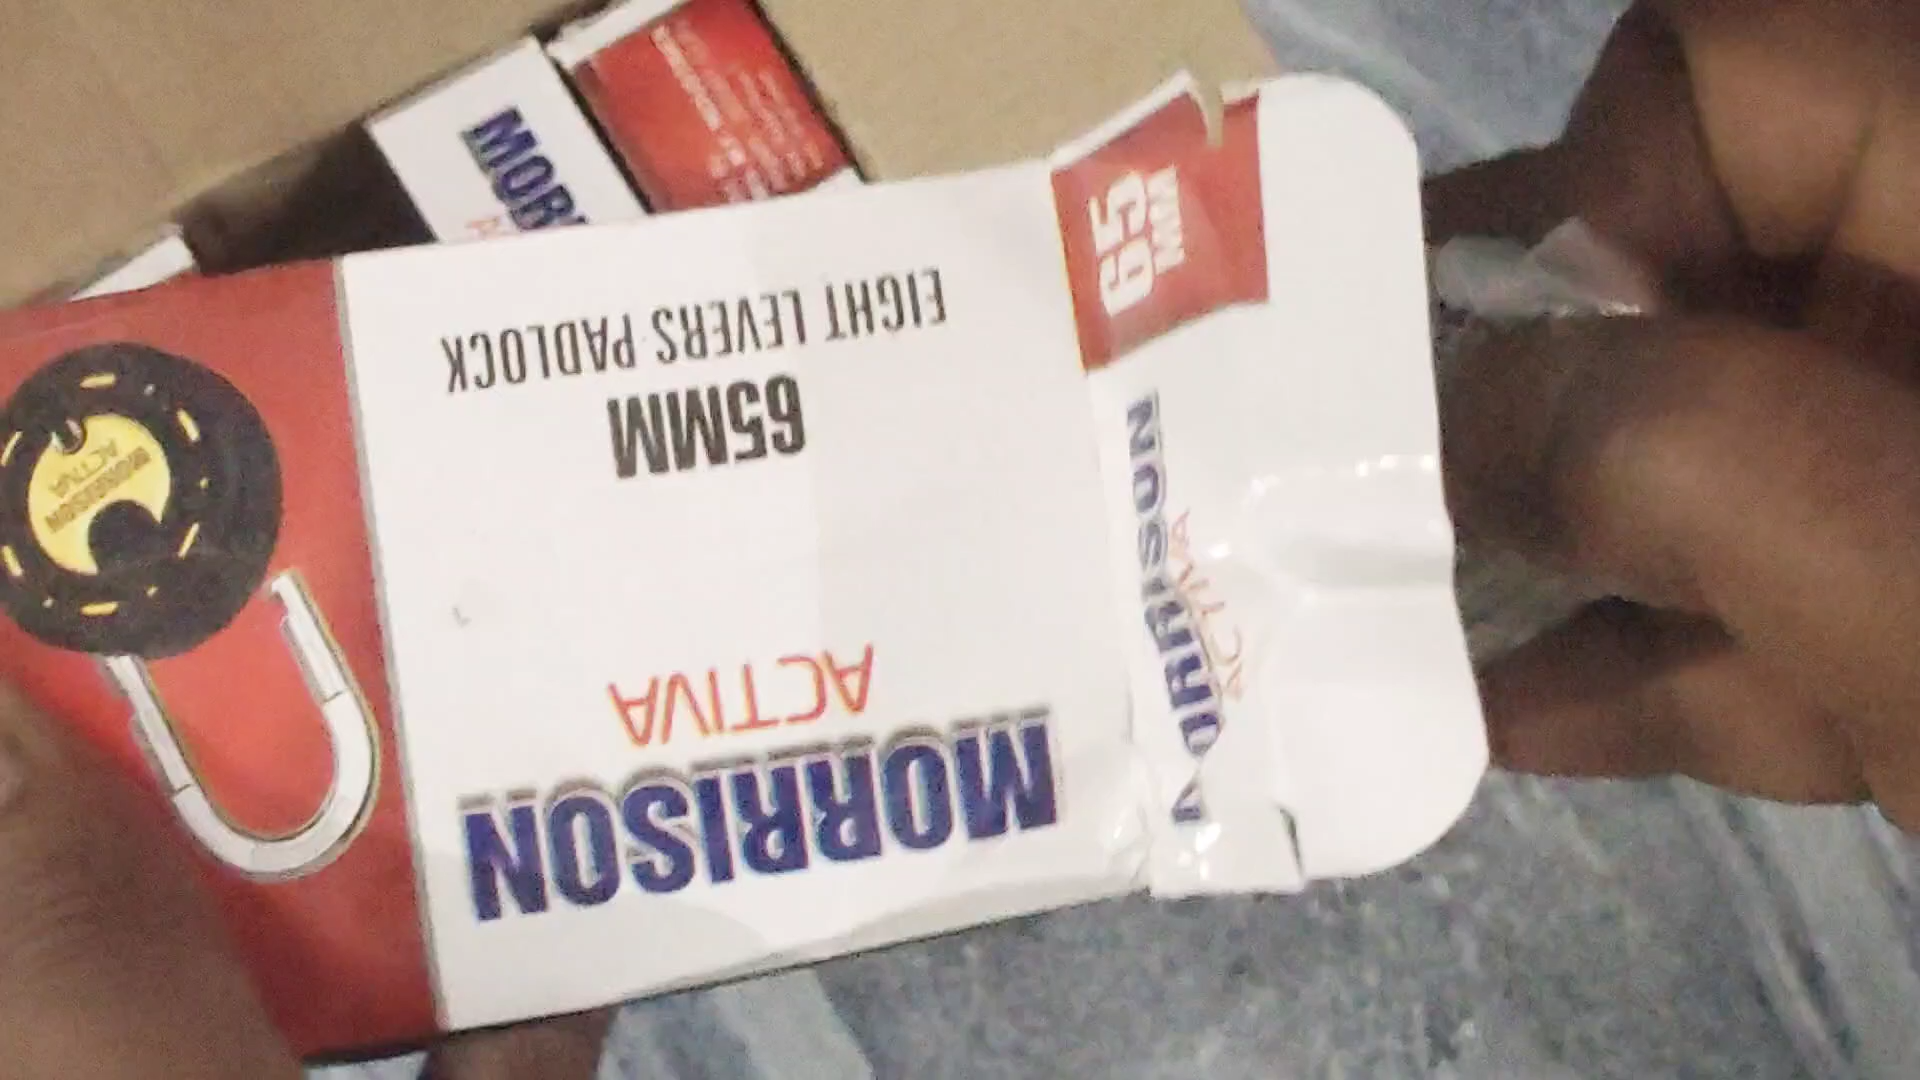 MORRISON
ACTIVA
65MM
EIGHT LEVERS PADLOCK
65
MM
MORRISON
ACTIVA
MORRISON
ACTIVA